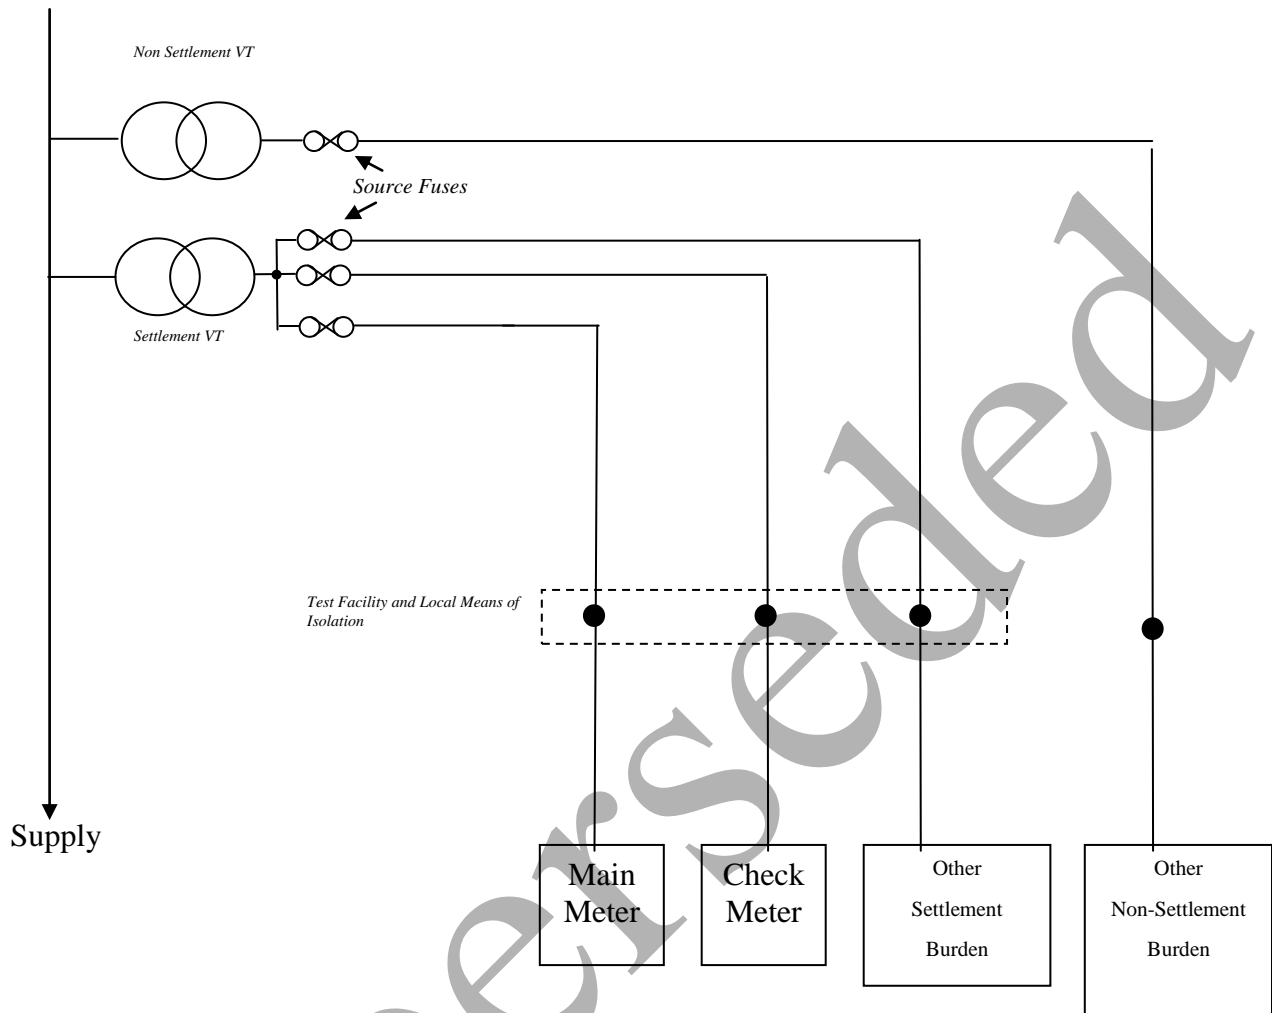 Non Settlement VT
Source Fuses
Settlement VT
Test Facility and Local Means of
Isolation
Supply
Main
Meter
Check
Meter
Other
Settlement
Burden
Other
Non-Settlement
Burden
erseded